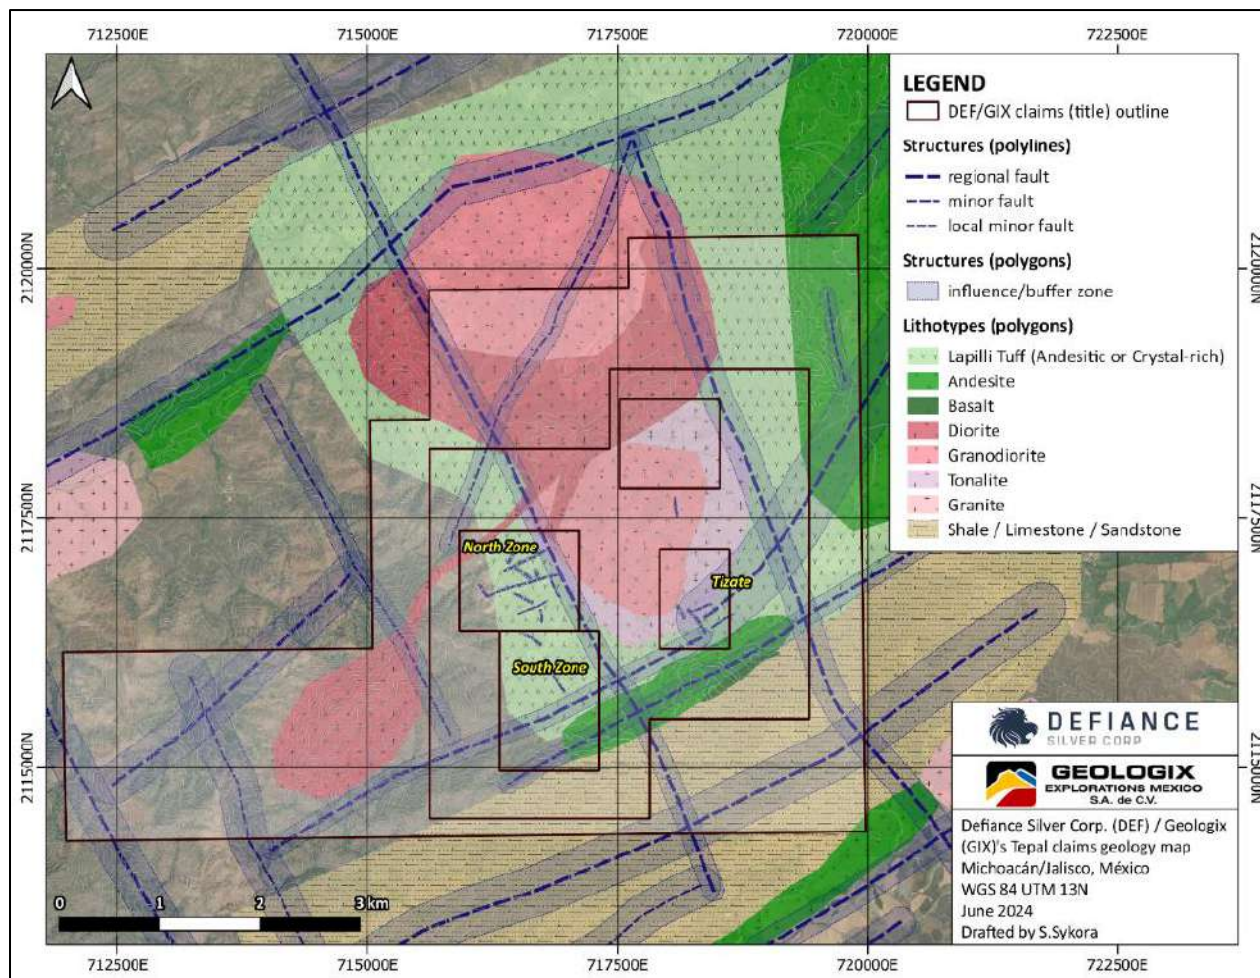 712500E 715000E 717500E 720000E 722500E
LEGEND
DEF/GIX claims (title) outline
Structures (polylines)
regional fault
minor fault
local minor fault
Structures (polygons)
influence/buffer zone
Lithotypes (polygons)
Lapilli Tuff (Andesitic or Crystal-rich)
Andesite
Basalt
Diorite
Granodiorite
Tonalite
Granite
Shale / Limestone / Sandstone
2120000N
2117500N
2115000N
2120000N
2117500N
2115000N
North Zone
Tizate
South Zone
DEFIANCE
SILVER CORP
GEOLOGIX
EXPLORATIONS MEXICO
S.A. de C.V.
Defiance Silver Corp. (DEF) / Geologix
(GIX)'s Tepal claims geology map
Michoacán/Jalisco, México
WGS 84 UTM 13N
June 2024
Drafted by S.Sykora
0 1 2 3 km
712500E 715000E 717500E 720000E 722500E